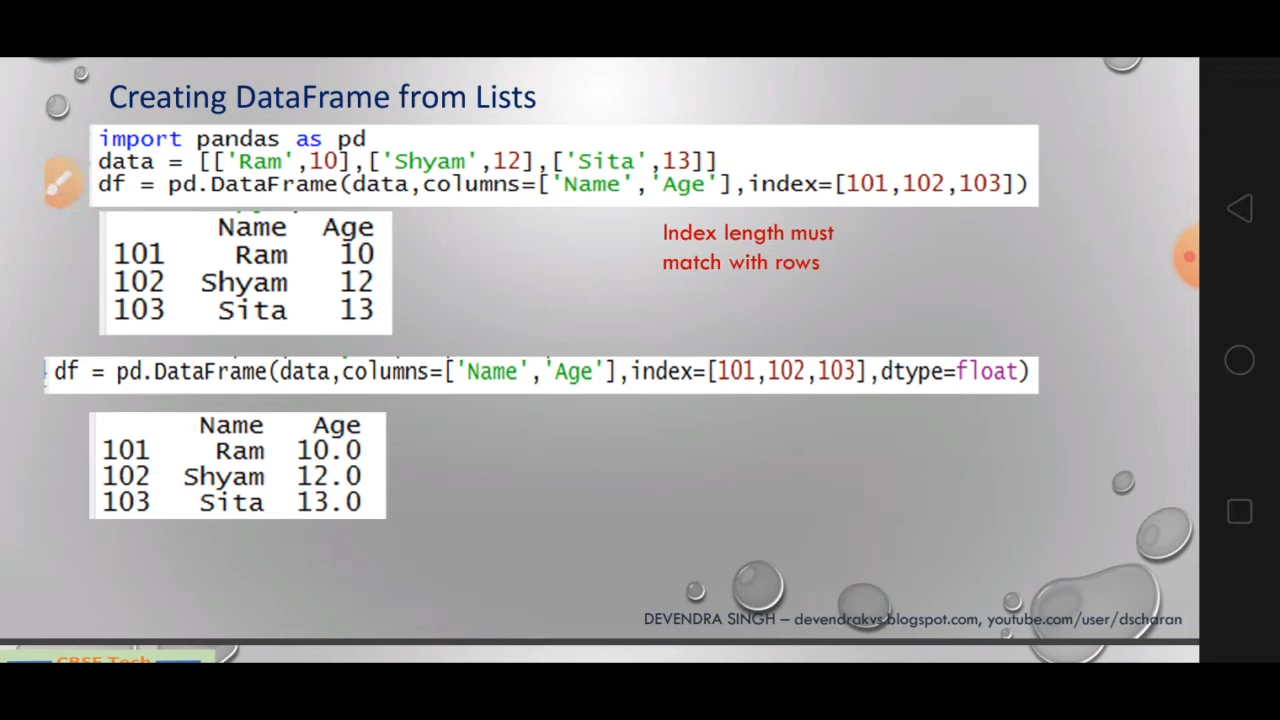 Creating DataFrame from Lists
import pandas as pd
data = [['Ram',10],['Shyam',12],['Sita',13]]
df = pd.DataFrame(data,columns=['Name','Age'],index=[101,102,103])
Name Age
101 Ram 10
102 Shyam 12
103 Sita 13
Index length must
match with rows
df = pd.DataFrame(data,columns=['Name','Age'],index=[101,102,103],dtype=float)
Name Age
101 Ram 10.0
102 Shyam 12.0
103 Sita 13.0
DEVENDRA SINGH – devendrakvs.blogspot.com, youtube.com/user/dscharan
CBSE Tech